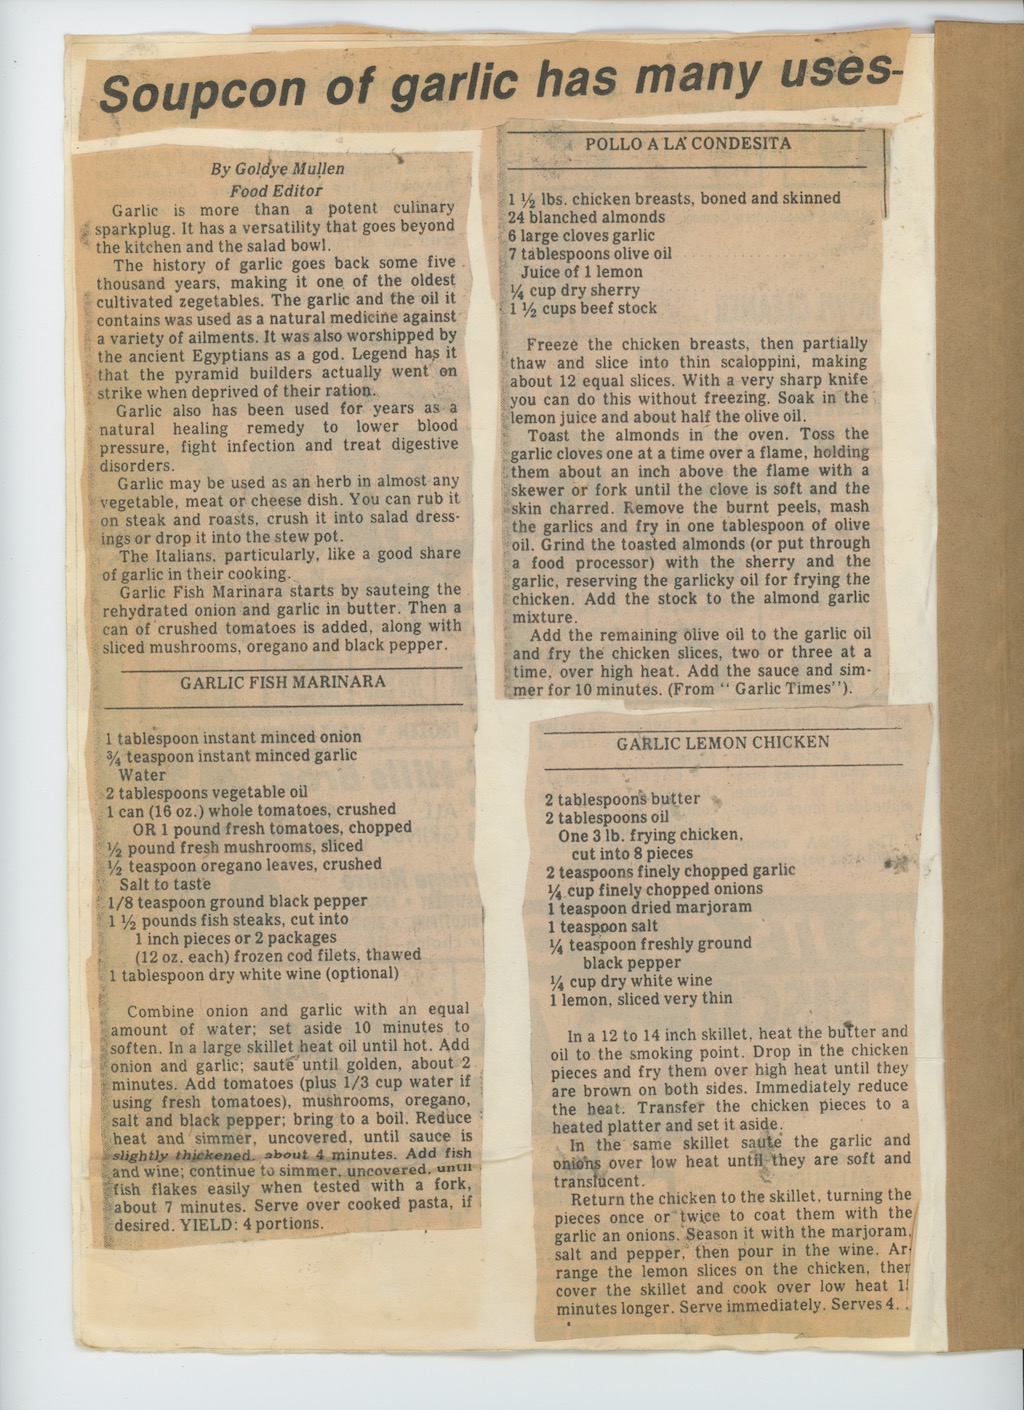 Soupcon of garlic has many uses-
By Goldye Mullen
Food Editor
Garlic is more than a potent culinary
sparkplug. It has a versatility that goes beyond
the kitchen and the salad bowl.
The history of garlic goes back some five
thousand years, making it one of the oldest
cultivated zegetables. The garlic and the oil it
contains was used as a natural medicine against
a variety of ailments. It was also worshipped by
the ancient Egyptians as a god. Legend has it
that the pyramid builders actually went on
strike when deprived of their ration.
Garlic also has been used for years as a
natural healing remedy to lower blood
pressure, fight infection and treat digestive
disorders.
Garlic may be used as an herb in almost any
vegetable, meat or cheese dish. You can rub it
on steak and roasts, crush it into salad dress-
ings or drop it into the stew pot.
The Italians, particularly, like a good share
of garlic in their cooking.
Garlic Fish Marinara starts by sauteing the
rehydrated onion and garlic in butter. Then a
can of crushed tomatoes is added, along with
sliced mushrooms, oregano and black pepper.
GARLIC FISH MARINARA
1 tablespoon instant minced onion
¾ teaspoon instant minced garlic
Water
2 tablespoons vegetable oil
1 can (16 oz.) whole tomatoes, crushed
OR 1 pound fresh tomatoes, chopped
½ pound fresh mushrooms, sliced
½ teaspoon oregano leaves, crushed
Salt to taste
1/8 teaspoon ground black pepper
1 ½ pounds fish steaks, cut into
1 inch pieces or 2 packages
(12 oz. each) frozen cod filets, thawed
1 tablespoon dry white wine (optional)
Combine onion and garlic with an equal
amount of water; set aside 10 minutes to
soften. In a large skillet heat oil until hot. Add
onion and garlic; sauté until golden, about 2
minutes. Add tomatoes (plus 1/3 cup water if
using fresh tomatoes), mushrooms, oregano,
salt and black pepper; bring to a boil. Reduce
heat and simmer, uncovered, until sauce is
slightly thickened, about 4 minutes. Add fish
and wine; continue to simmer, uncovered, until
fish flakes easily when tested with a fork,
about 7 minutes. Serve over cooked pasta, if
desired. YIELD: 4 portions.
POLLO A LA CONDESITA
1 ½ lbs. chicken breasts, boned and skinned
24 blanched almonds
6 large cloves garlic
7 tablespoons olive oil
Juice of 1 lemon
¼ cup dry sherry
1 ½ cups beef stock
Freeze the chicken breasts, then partially
thaw and slice into thin scaloppini, making
about 12 equal slices. With a very sharp knife
you can do this without freezing. Soak in the
lemon juice and about half the olive oil.
Toast the almonds in the oven. Toss the
garlic cloves one at a time over a flame, holding
them about an inch above the flame with a
skewer or fork until the clove is soft and the
skin charred. Remove the burnt peels, mash
the garlics and fry in one tablespoon of olive
oil. Grind the toasted almonds (or put through
a food processor) with the sherry and the
garlic, reserving the garlicky oil for frying the
chicken. Add the stock to the almond garlic
mixture.
Add the remaining olive oil to the garlic oil
and fry the chicken slices, two or three at a
time, over high heat. Add the sauce and sim-
mer for 10 minutes. (From "Garlic Times").
GARLIC LEMON CHICKEN
2 tablespoons butter
2 tablespoons oil
One 3 lb. frying chicken,
cut into 8 pieces
2 teaspoons finely chopped garlic
¼ cup finely chopped onions
1 teaspoon dried marjoram
1 teaspoon salt
¼ teaspoon freshly ground
black pepper
¼ cup dry white wine
1 lemon, sliced very thin
In a 12 to 14 inch skillet, heat the butter and
oil to the smoking point. Drop in the chicken
pieces and fry them over high heat until they
are brown on both sides. Immediately reduce
the heat. Transfer the chicken pieces to a
heated platter and set it aside.
In the same skillet saute the garlic and
onions over low heat until they are soft and
translucent.
Return the chicken to the skillet, turning the
pieces once or twice to coat them with the
garlic an onions. Season it with the marjoram,
salt and pepper, then pour in the wine. Ar-
range the lemon slices on the chicken, then
cover the skillet and cook over low heat
minutes longer. Serve immediately. Serves 4.